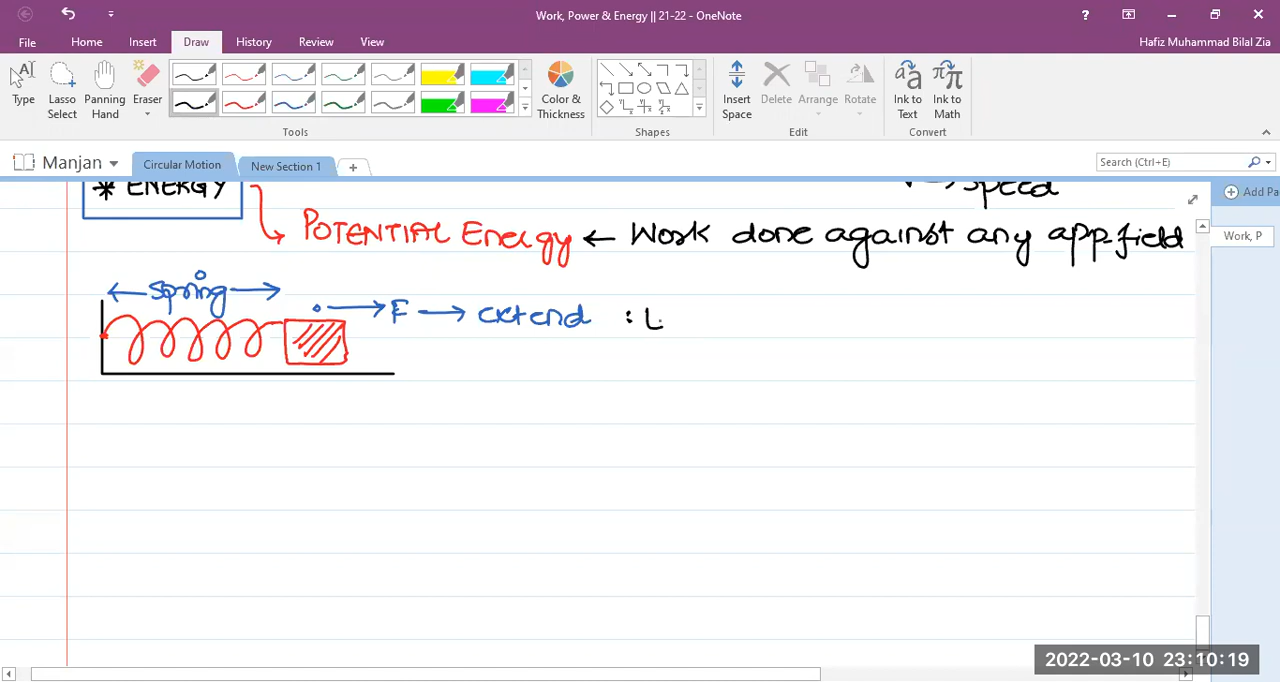 Work, Power & Energy || 21-22 - OneNote
?
File Home Insert Draw History Review View
Hafiz Muhammad Bilal Zia
Type
Lasso Select
Panning Hand
Eraser
Color & Thickness
Insert Space
Delete
Arrange
Rotate
Ink to Text
Ink to Math
Tools
Shapes
Edit
Convert
Manjan
Circular Motion
New Section 1
Search (Ctrl+E)
Add Pa
Work, P
* ENERGY
speed
POTENTIAL Energy ← Work done against any app. field
spring
F → extend : L
2022-03-10 23:10:19